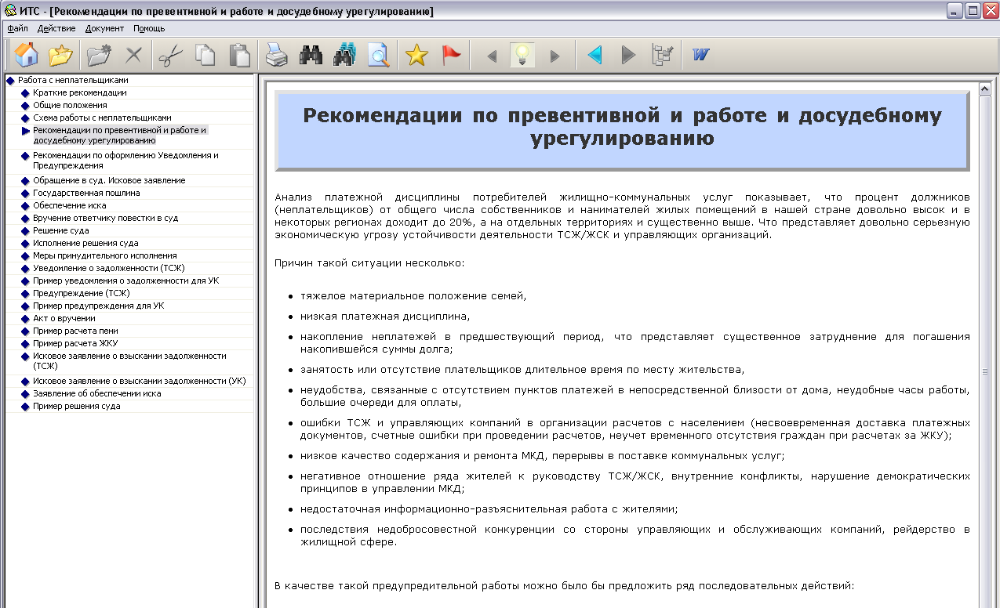 ИТС - [Рекомендации по превентивной и работе и досудебному урегулированию]
Файл Действие Документ Помощь
W
Работа с неплательщиками
Краткие рекомендации
Общие положения
Схема работы с неплательщиками
Рекомендации по превентивной и работе и
досудебному урегулированию
Рекомендации по оформлению Уведомления и
Предупреждения
Обращение в суд. Исковое заявление
Государственная пошлина
Обеспечение иска
Вручение ответчику повестки в суд
Решение суда
Исполнение решения суда
Меры принудительного исполнения
Уведомление о задолженности (ТСЖ)
Пример уведомления о задолженности для УК
Предупреждение (ТСЖ)
Пример предупреждения для УК
Акт о вручении
Пример расчета пени
Пример расчета ЖКУ
Исковое заявление о взыскании задолженности
(ТСЖ)
Исковое заявление о взыскании задолженности (УК)
Заявление об обеспечении иска
Пример решения суда
Рекомендации по превентивной и работе и досудебному
урегулированию
Анализ платежной дисциплины потребителей жилищно-коммунальных услуг показывает, что процент должников
(неплательщиков) от общего числа собственников и нанимателей жилых помещений в нашей стране довольно высок и в
некоторых регионах доходит до 20%, а на отдельных территориях и существенно выше. Что представляет довольно серьезную
экономическую угрозу устойчивости деятельности ТСЖ/ЖСК и управляющих организаций.
Причин такой ситуации несколько:
тяжелое материальное положение семей,
низкая платежная дисциплина,
накопление неплатежей в предшествующий период, что представляет существенное затруднение для погашения
накопившейся суммы долга;
занятость или отсутствие плательщиков длительное время по месту жительства,
неудобства, связанные с отсутствием пунктов платежей в непосредственной близости от дома, неудобные часы работы,
большие очереди для оплаты,
ошибки ТСЖ и управляющих компаний в организации расчетов с населением (несвоевременная доставка платежных
документов, счетные ошибки при проведении расчетов, неучет временного отсутствия граждан при расчетах за ЖКУ);
низкое качество содержания и ремонта МКД, перерывы в поставке коммунальных услуг;
негативное отношение ряда жителей к руководству ТСЖ/ЖСК, внутренние конфликты, нарушение демократических
принципов в управлении МКД;
недостаточная информационно-разъяснительная работа с жителями;
последствия недобросовестной конкуренции со стороны управляющих и обслуживающих компаний, рейдерство в
жилищной сфере.
В качестве такой предупредительной работы можно было бы предложить ряд последовательных действий: